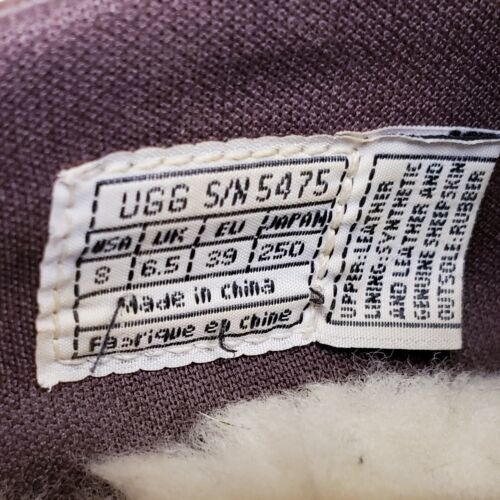 UGG S/N 5475
USA UK EU JAPAN
8 6.5 39 250
Made in China
Fabrique en chine
UPPER:LEATHER
LINING:SYNTHETIC
AND LEATHER AND
GENUINE SHEEPSKIN
OUTSOLE:RUBBER